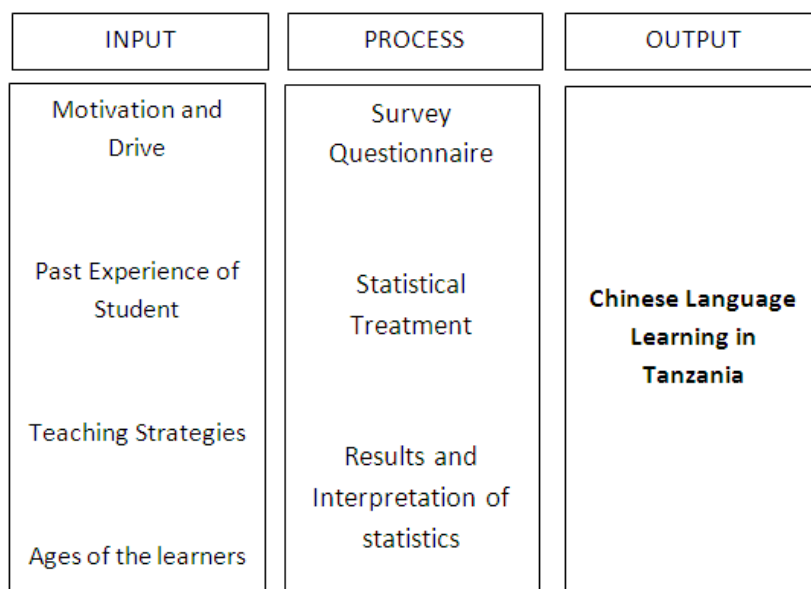 INPUT
PROCESS
OUTPUT
Motivation and
Drive
Past Experience of
Student
Teaching Strategies
Ages of the learners
Survey
Questionnaire
Statistical
Treatment
Results and
Interpretation of
statistics
Chinese Language
Learning in
Tanzania